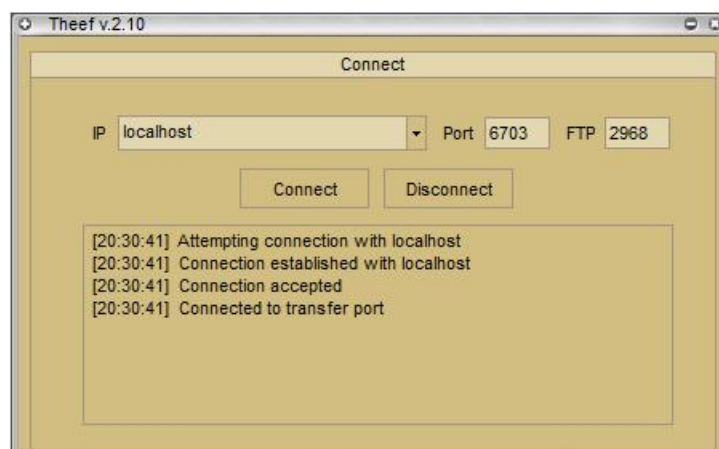 Theef v.2.10
Connect
IP localhost Port 6703 FTP 2968
Connect Disconnect
[20:30:41] Attempting connection with localhost
[20:30:41] Connection established with localhost
[20:30:41] Connection accepted
[20:30:41] Connected to transfer port